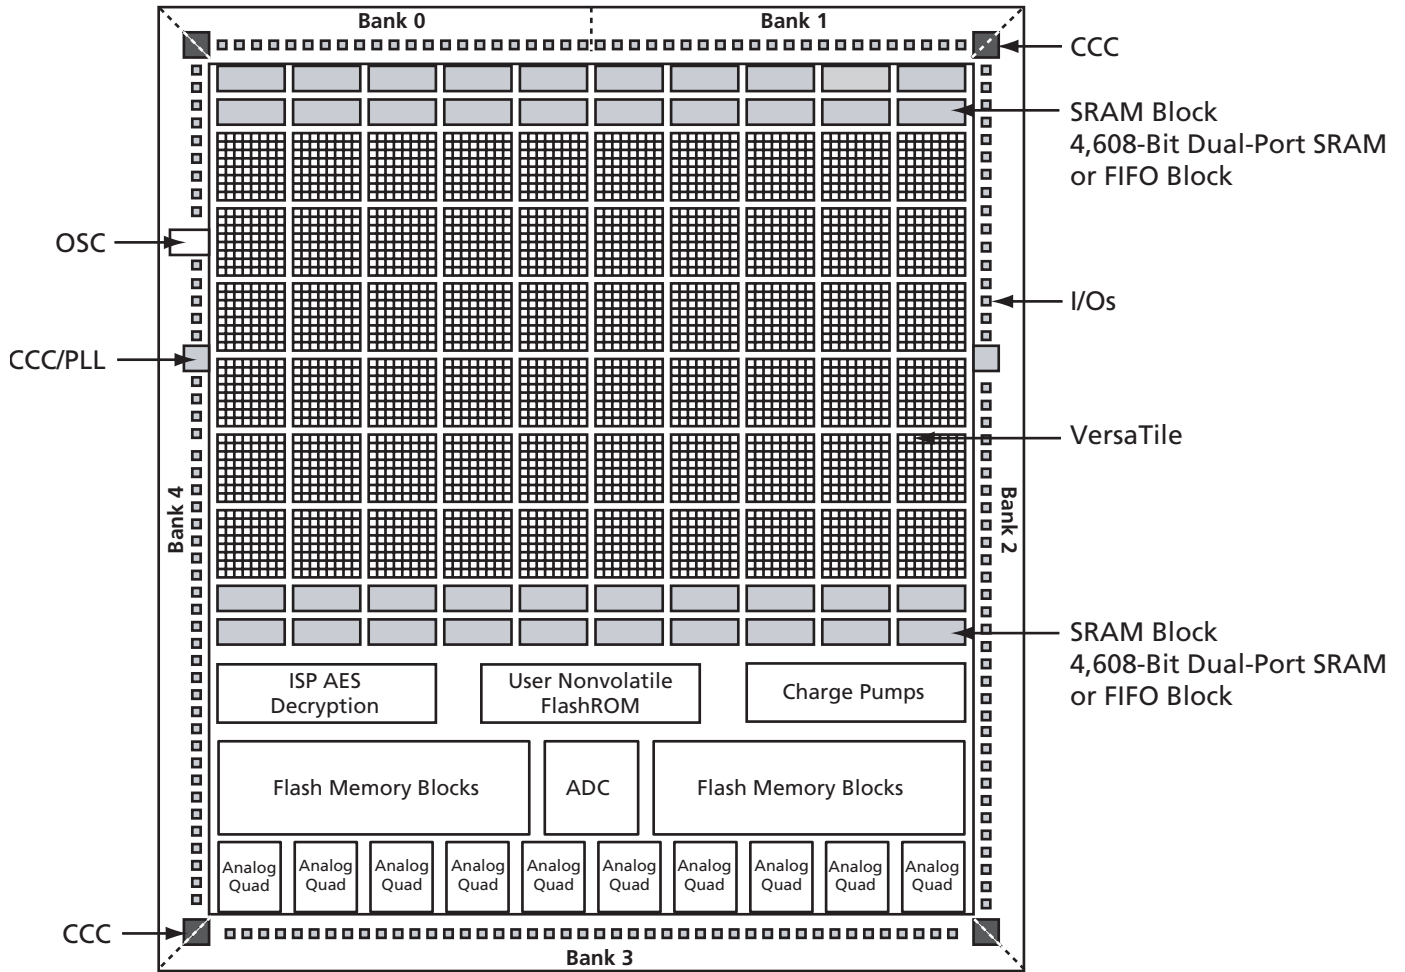 Bank 0
Bank 1
CCC
SRAM Block
4,608-Bit Dual-Port SRAM
or FIFO Block
OSC
I/Os
CCC/PLL
VersaTile
Bank 4
Bank 2
SRAM Block
4,608-Bit Dual-Port SRAM
or FIFO Block
ISP AES
Decryption
User Nonvolatile
FlashROM
Charge Pumps
Flash Memory Blocks
ADC
Flash Memory Blocks
Analog
Quad
Analog
Quad
Analog
Quad
Analog
Quad
Analog
Quad
Analog
Quad
Analog
Quad
Analog
Quad
Analog
Quad
Analog
Quad
CCC
Bank 3